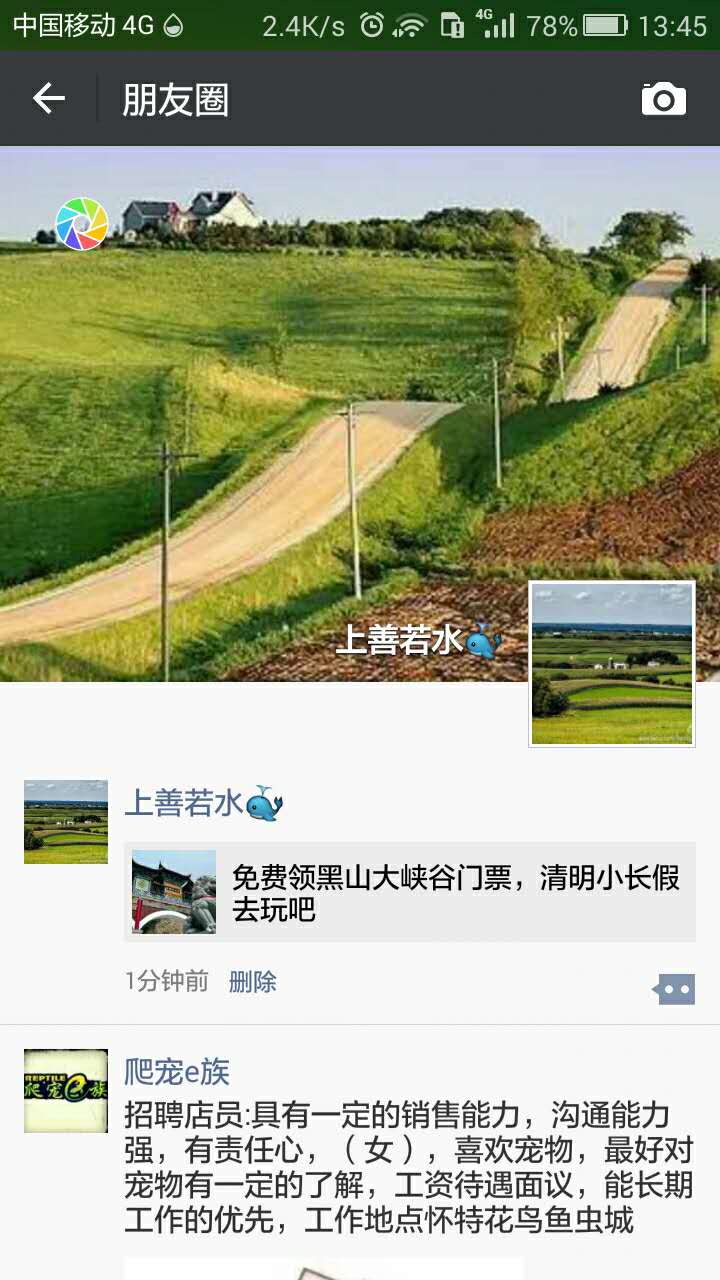 中国移动 4G 2.4K/s 4G 78% 13:45
朋友圈
上善若水
上善若水
免费领黑山大峡谷门票，清明小长假
去玩吧
1分钟前 删除
REPTILE
爬宠e族
爬宠e族
招聘店员:具有一定的销售能力，沟通能力
强，有责任心，（女），喜欢宠物，最好对
宠物有一定的了解，工资待遇面议，能长期
工作的优先，工作地点怀特花鸟鱼虫城